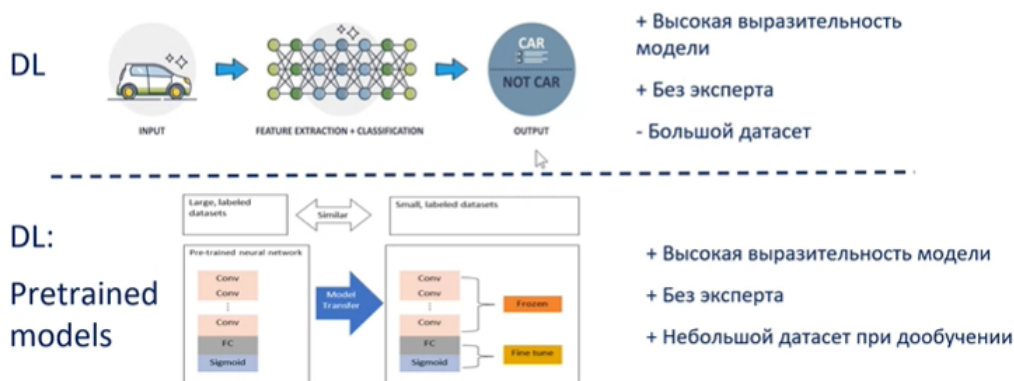 DL
INPUT
FEATURE EXTRACTION + CLASSIFICATION
CAR
NOT CAR
OUTPUT
+ Высокая выразительность
модели
+ Без эксперта
- Большой датасет
DL:
Pretrained
models
Large, labeled
datasets
Similar
Small, labeled datasets
Pre-trained neural network
Conv
Conv
Conv
FC
Sigmoid
Model
Transfer
Conv
Conv
Conv
FC
Sigmoid
Frozen
Fine tune
+ Высокая выразительность модели
+ Без эксперта
+ Небольшой датасет при дообучении